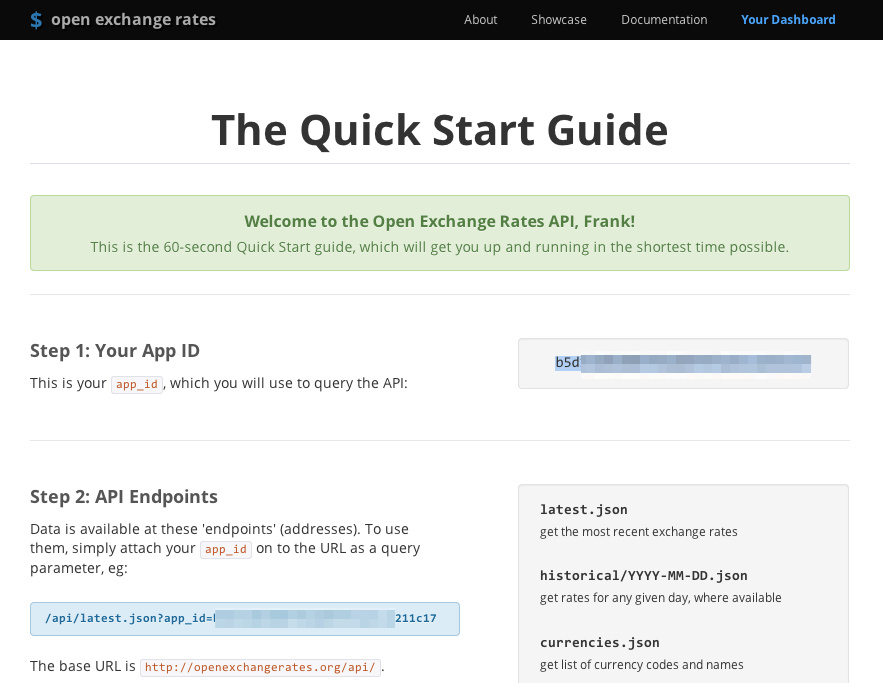 $ open exchange rates
About Showcase Documentation Your Dashboard
The Quick Start Guide
Welcome to the Open Exchange Rates API, Frank!
This is the 60-second Quick Start guide, which will get you up and running in the shortest time possible.
Step 1: Your App ID
This is your app_id, which you will use to query the API:
b5d
Step 2: API Endpoints
Data is available at these 'endpoints' (addresses). To use
them, simply attach your app_id on to the URL as a query
parameter, eg:
/api/latest.json?app_id= 211c17
The base URL is http://openexchangerates.org/api/.
latest.json
get the most recent exchange rates
historical/YYYY-MM-DD.json
get rates for any given day, where available
currencies.json
get list of currency codes and names